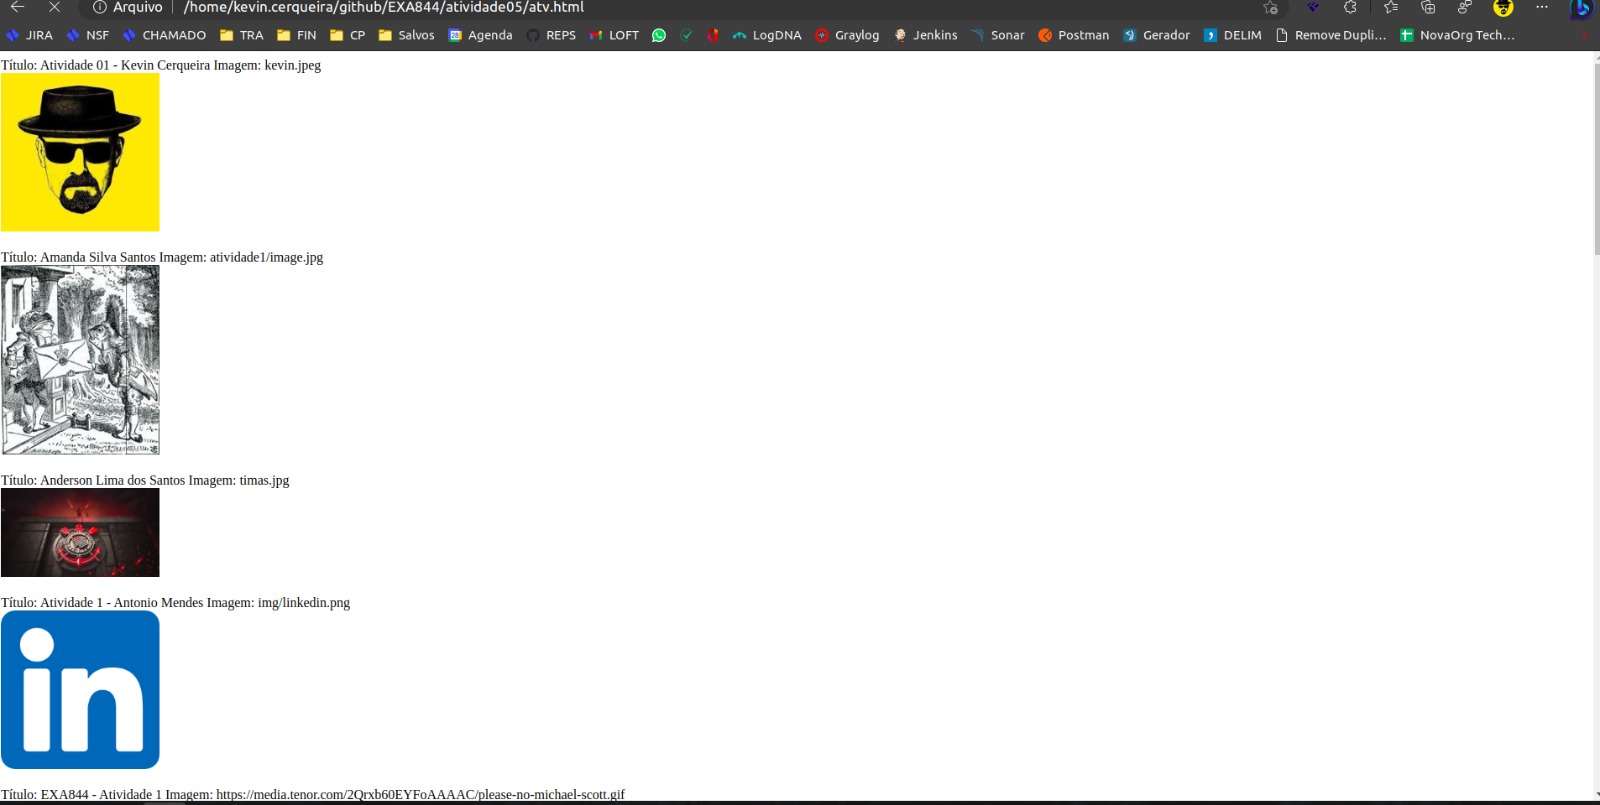 Arquivo /home/kevin.cerqueira/github/EXA844/atividade05/atv.html
JIRA NSF CHAMADO TRA FIN CP Salvos Agenda REPS LOFT LogDNA Graylog Jenkins Sonar Postman Gerador DELIM Remove Dupli... NovaOrg Tech...
Título: Atividade 01 - Kevin Cerqueira Imagem: kevin.jpeg
Título: Amanda Silva Santos Imagem: atividade1/image.jpg
Título: Anderson Lima dos Santos Imagem: timas.jpg
Título: Atividade 1 - Antonio Mendes Imagem: img/linkedin.png
in
Título: EXA844 - Atividade 1 Imagem: https://media.tenor.com/2Qrxb60EYFoAAAAC/please-no-michael-scott.gif